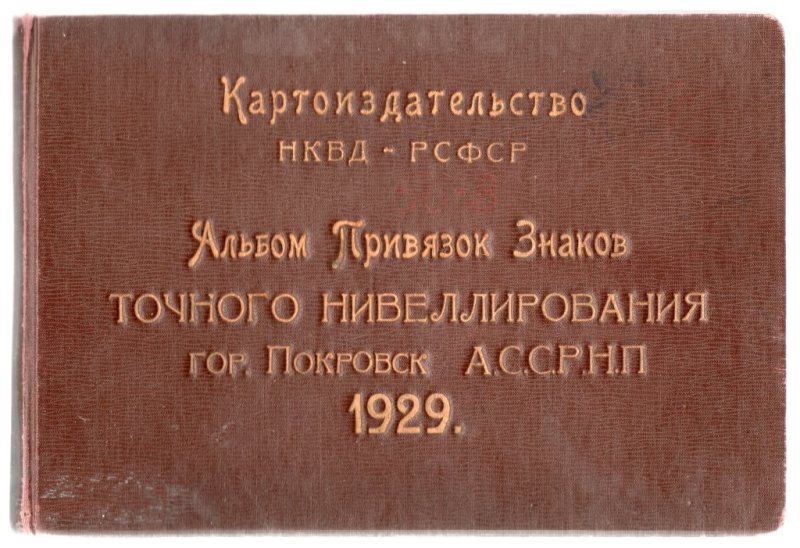 Картоиздательство
НКВД - РСФСР
Альбом Привязок Знаков
ТОЧНОГО НИВЕЛЛИРОВАНИЯ
ГОР. ПОКРОВСК А.С.С.Р.Н.П
1929.